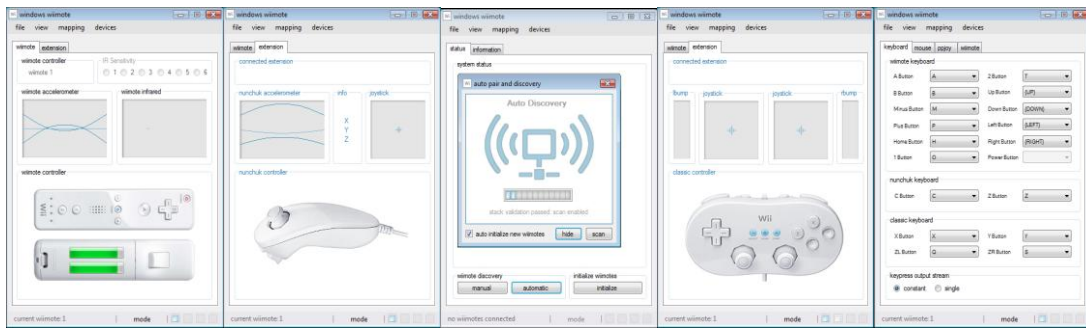 windows wiimote
file view mapping devices
wiimote extension
wiimote controller
wiimote 1
IR Sensitivity
1 2 3 4 5 6
wiimote accelerometer
wiimote infrared
wiimote controller
Wii
current wiimote: 1
mode
windows wiimote
file view mapping devices
wiimote extension
connected extension
nunchuk accelerometer
info
joystick
X
Y
Z
nunchuk controller
current wiimote: 1
mode
windows wiimote
file view mapping devices
status information
system status
auto pair and discovery
Auto Discovery
stack validation passed: scan enabled
auto initialize new wiimotes
hide
scan
wiimote discovery
manual
automatic
initialize wiimotes
initialize
no wiimotes connected
mode
windows wiimote
file view mapping devices
wiimote extension
connected extension
lbump
joystick
joystick
rbump
classic controller
Wii
current wiimote: 1
mode
windows wiimote
file view mapping devices
keyboard mouse ppjoy wiimote
wiimote keyboard
A Button A
2 Button T
B Button B
Up Button {UP}
Minus Button M
Down Button {DOWN}
Plus Button P
Left Button {LEFT}
Home Button H
Right Button {RIGHT}
1 Button O
Power Button
nunchuk keyboard
C Button C
Z Button Z
classic keyboard
X Button X
Y Button Y
ZL Button Q
ZR Button S
keypress output stream
constant
single
current wiimote: 1
mode